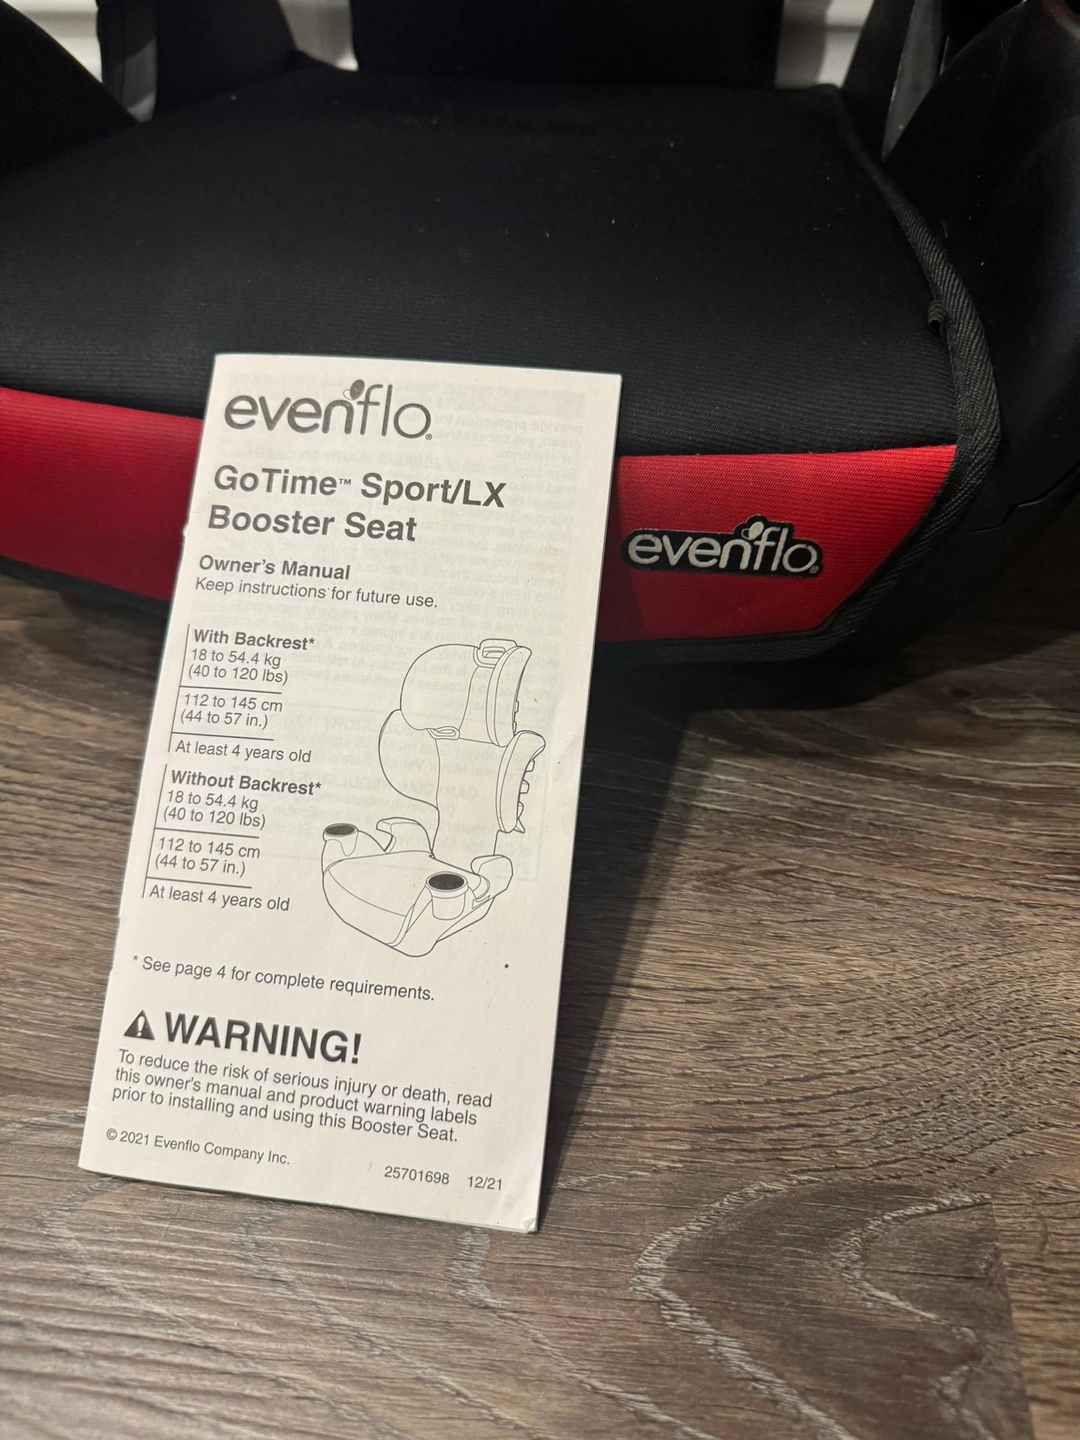 evenflo®
GoTime™ Sport/LX
Booster Seat
Owner's Manual
Keep instructions for future use.
With Backrest*
18 to 54.4 kg
(40 to 120 lbs)
112 to 145 cm
(44 to 57 in.)
At least 4 years old
Without Backrest*
18 to 54.4 kg
(40 to 120 lbs)
112 to 145 cm
(44 to 57 in.)
At least 4 years old
* See page 4 for complete requirements.
WARNING!
To reduce the risk of serious injury or death, read
this owner's manual and product warning labels
prior to installing and using this Booster Seat.
© 2021 Evenflo Company Inc.
25701698 12/21
evenflo®